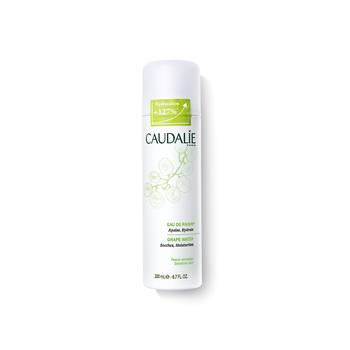 Hydratation
+127%*
CAUDALÍE
PARIS
EAU DE RAISIN
Apaise, Hydrate
GRAPE WATER
Soothes, Moisturizes
Peaux sensibles
Sensitive skin
200 mL ℮ 6.7 FL. OZ.